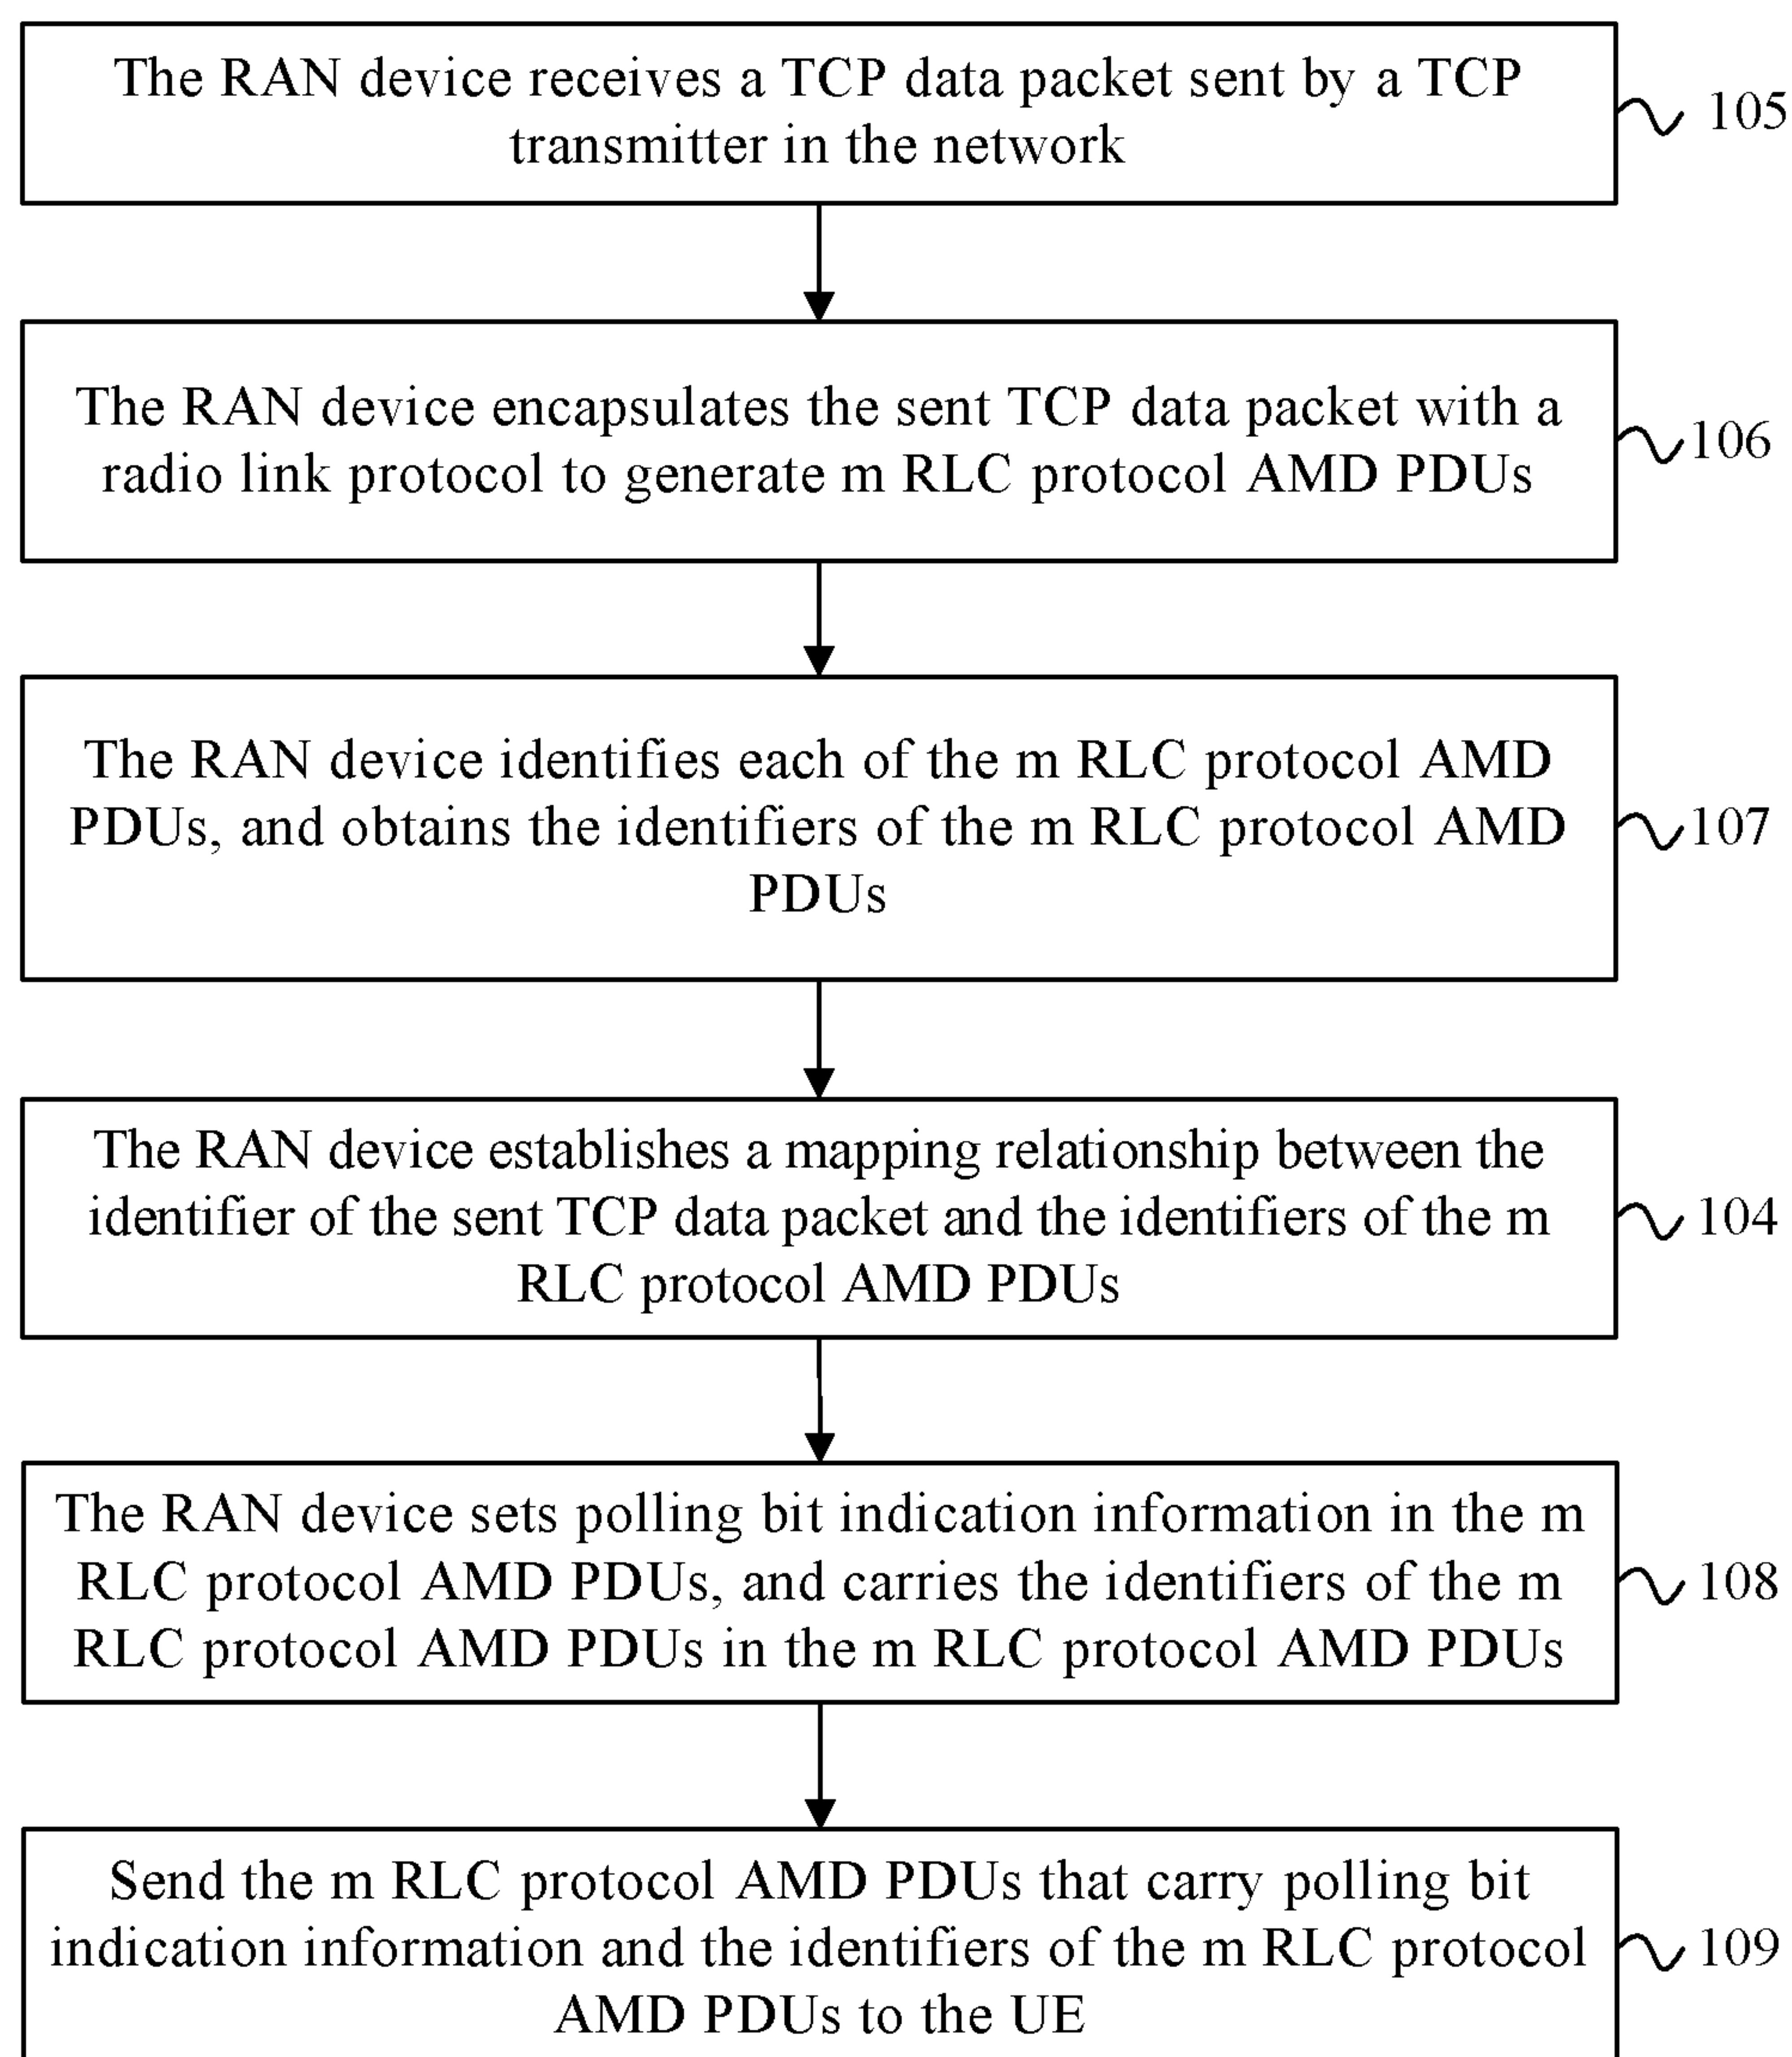 The RAN device receives a TCP data packet sent by a TCP
transmitter in the network
105
The RAN device encapsulates the sent TCP data packet with a
radio link protocol to generate m RLC protocol AMD PDUs
106
The RAN device identifies each of the m RLC protocol AMD
PDUs, and obtains the identifiers of the m RLC protocol AMD
PDUs
107
The RAN device establishes a mapping relationship between the
identifier of the sent TCP data packet and the identifiers of the m
RLC protocol AMD PDUs
104
The RAN device sets polling bit indication information in the m
RLC protocol AMD PDUs, and carries the identifiers of the m
RLC protocol AMD PDUs in the m RLC protocol AMD PDUs
108
Send the m RLC protocol AMD PDUs that carry polling bit
indication information and the identifiers of the m RLC protocol
AMD PDUs to the UE
109